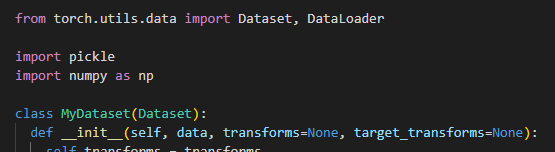 from torch.utils.data import Dataset, DataLoader
import pickle
import numpy as np
class MyDataset(Dataset):
def __init__(self, data, transforms=None, target_transforms=None):
self.transforms = transforms